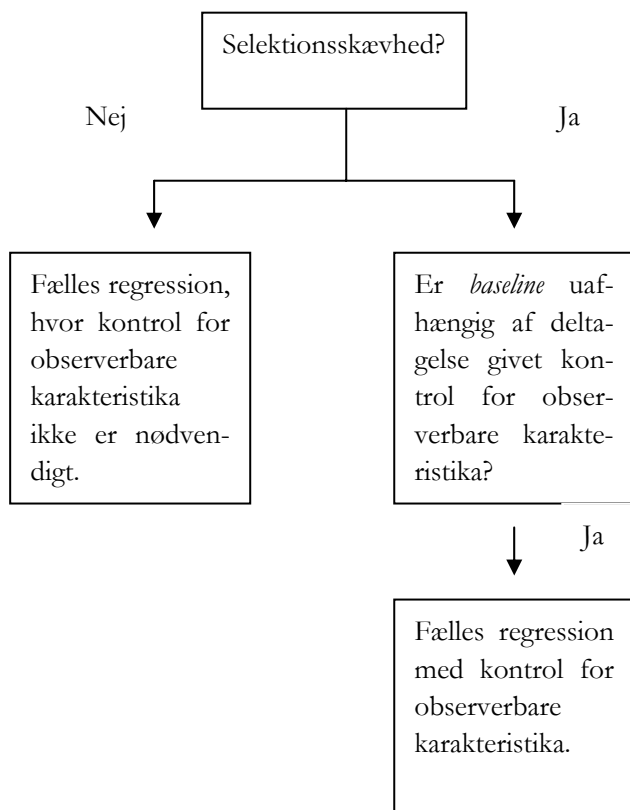 Selektionsskævhed?
Nej
Ja
Fælles regression,
hvor kontrol for
observerbare
karakteristika
ikke er nødven-
digt.
Er baseline uaf-
hængig af delta-
gelse givet kon-
trol for obser-
verbare karakte-
ristika?
Ja
Fælles regression
med kontrol for
observerbare
karakteristika.